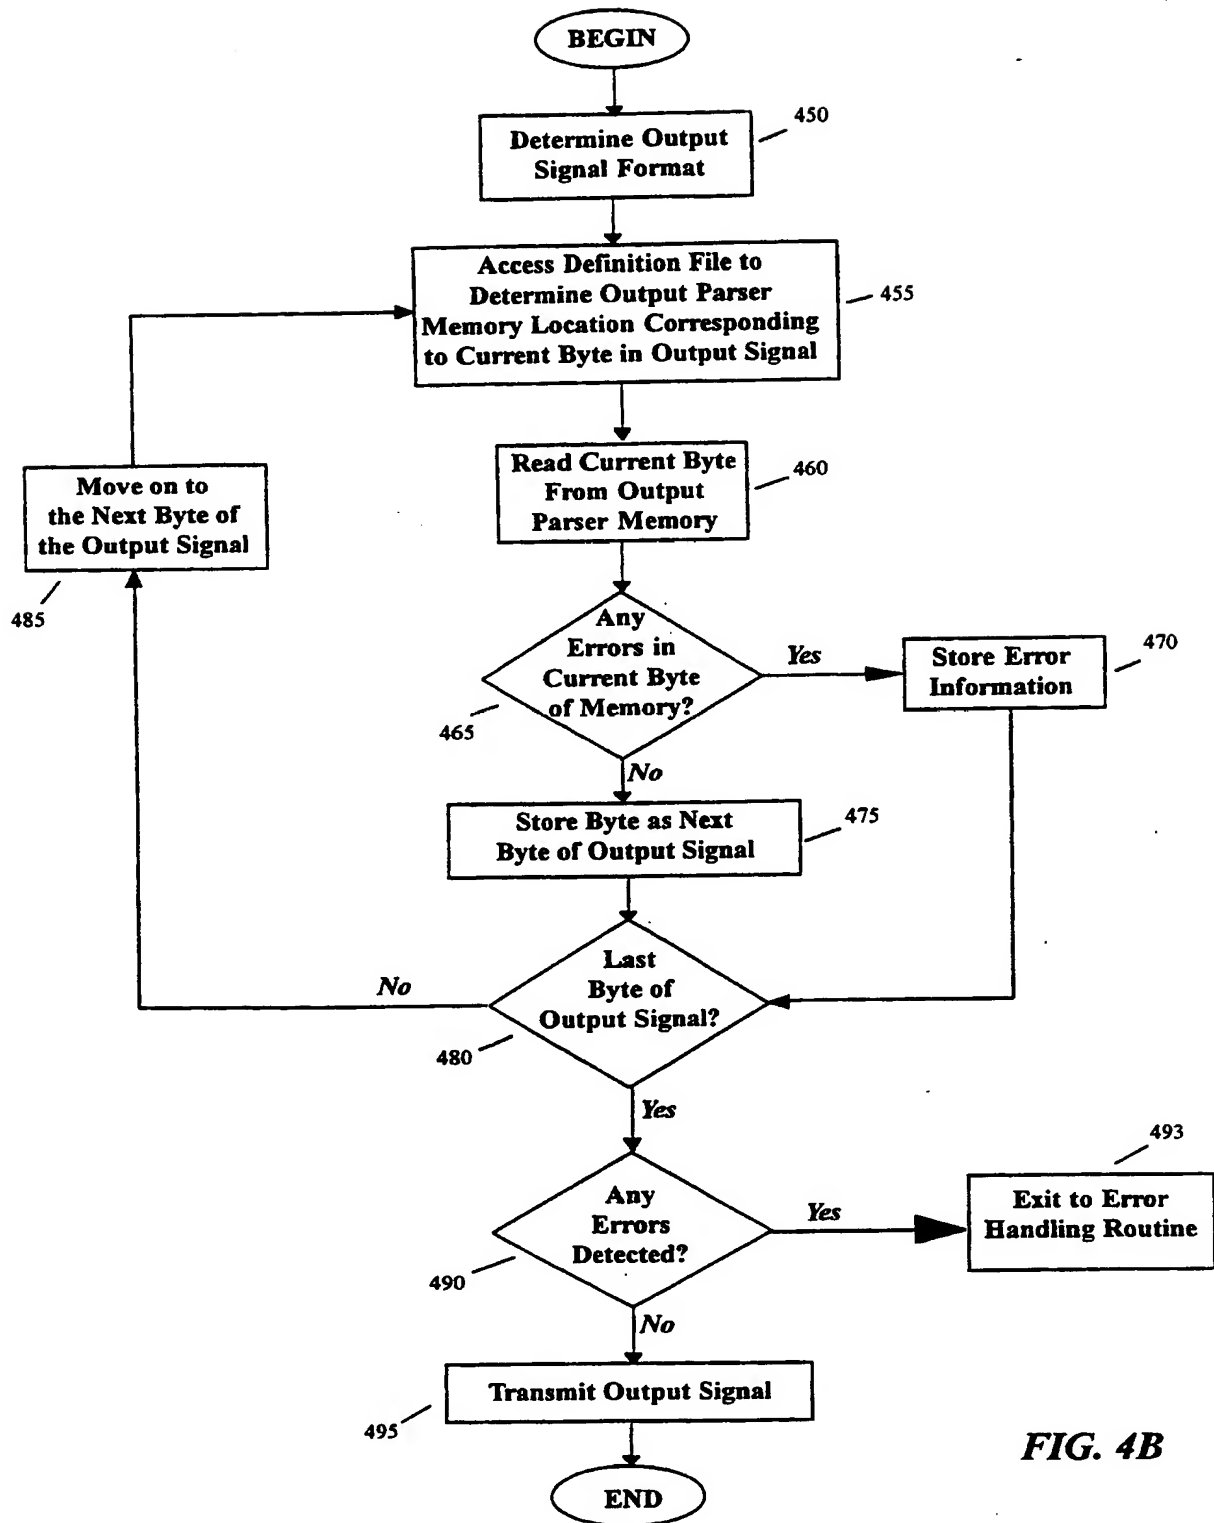 BEGIN
450
Determine Output
Signal Format
Access Definition File to
Determine Output Parser
Memory Location Corresponding
to Current Byte in Output Signal
455
Read Current Byte
From Output
Parser Memory
460
Move on to
the Next Byte of
the Output Signal
485
Any
Errors in
Current Byte
of Memory?
465
Yes
Store Error
Information
470
No
Store Byte as Next
Byte of Output Signal
475
Last
Byte of
Output Signal?
480
No
Yes
Any
Errors
Detected?
490
Yes
493
Exit to Error
Handling Routine
No
Transmit Output Signal
495
END
FIG. 4B